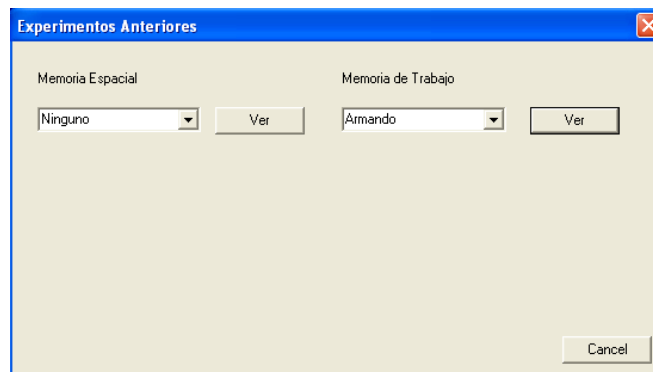 Experimentos Anteriores
Memoria Espacial
Memoria de Trabajo
Ninguno
Ver
Armando
Ver
Cancel